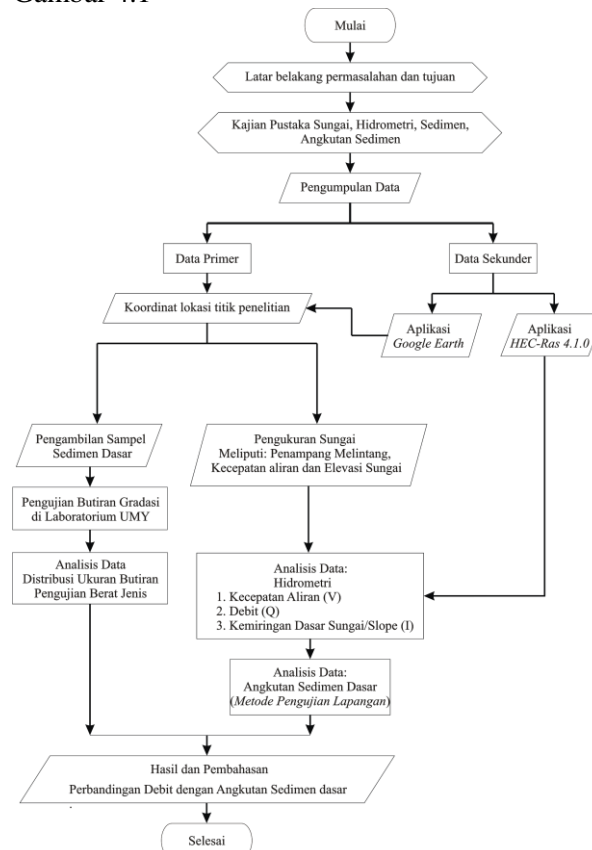 Gambar 4.1
Mulai
Latar belakang permasalahan dan tujuan
Kajian Pustaka Sungai, Hidrometri, Sedimen,
Angkutan Sedimen
Pengumpulan Data
Data Primer
Data Sekunder
Koordinat lokasi titik penelitian
Aplikasi
Google Earth
Aplikasi
HEC-Ras 4.1.0
Pengambilan Sampel
Sedimen Dasar
Pengukuran Sungai
Meliputi: Penampang Melintang,
Kecepatan aliran dan Elevasi Sungai
Pengujian Butiran Gradasi
di Laboratorium UMY
Analisis Data
Distribusi Ukuran Butiran
Pengujian Berat Jenis
Analisis Data:
Hidrometri
1. Kecepatan Aliran (V)
2. Debit (Q)
3. Kemiringan Dasar Sungai/Slope (I)
Analisis Data:
Angkutan Sedimen Dasar
(Metode Pengujian Lapangan)
Hasil dan Pembahasan
Perbandingan Debit dengan Angkutan Sedimen dasar
.
Selesai